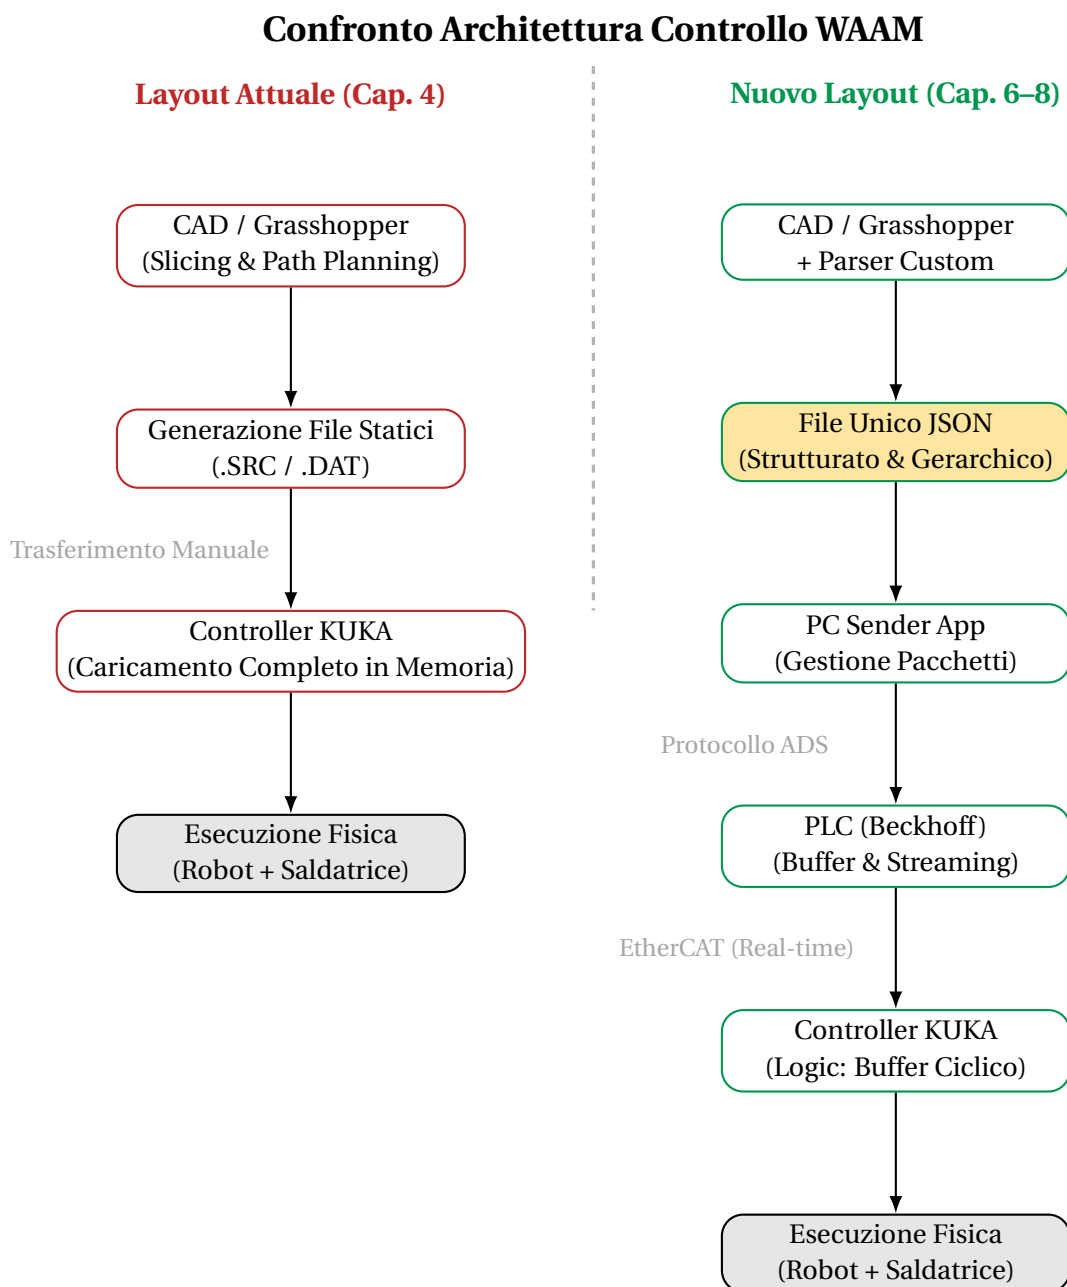 Confronto Architettura Controllo WAAM
Layout Attuale (Cap. 4)
CAD / Grasshopper
(Slicing & Path Planning)
Generazione File Statici
(.SRC / .DAT)
Trasferimento Manuale
Controller KUKA
(Caricamento Completo in Memoria)
Esecuzione Fisica
(Robot + Saldatrice)
Nuovo Layout (Cap. 6–8)
CAD / Grasshopper
+ Parser Custom
File Unico JSON
(Strutturato & Gerarchico)
PC Sender App
(Gestione Pacchetti)
Protocollo ADS
PLC (Beckhoff)
(Buffer & Streaming)
EtherCAT (Real-time)
Controller KUKA
(Logic: Buffer Ciclico)
Esecuzione Fisica
(Robot + Saldatrice)